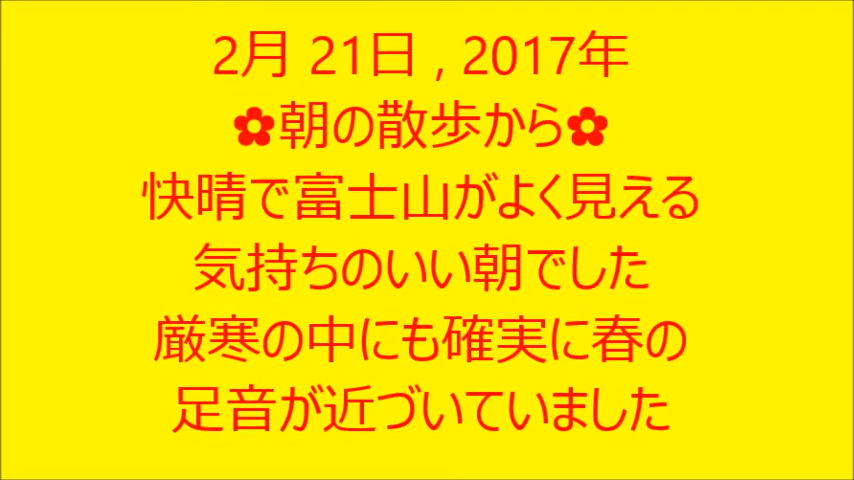 2月 21日 , 2017年
✿朝の散歩から✿
快晴で富士山がよく見える
気持ちのいい朝でした
厳寒の中にも確実に春の
足音が近づいていました